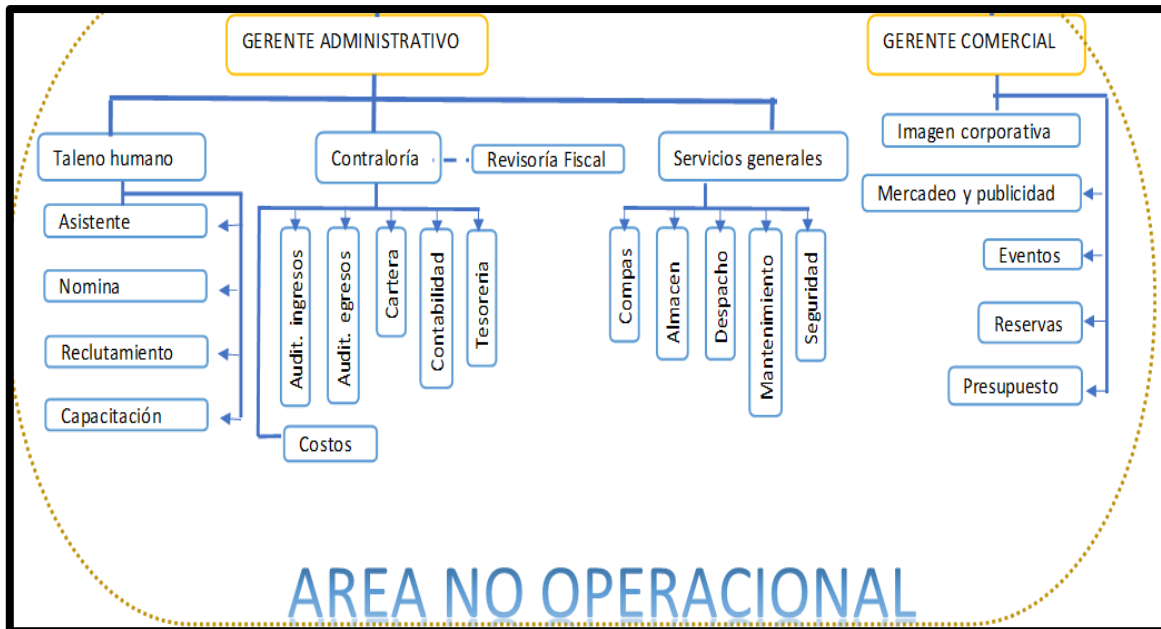 GERENTE ADMINISTRATIVO
GERENTE COMERCIAL
Taleno humano
Contraloría
Revisoría Fiscal
Servicios generales
Imagen corporativa
Mercadeo y publicidad
Eventos
Reservas
Presupuesto
Asistente
Nomina
Reclutamiento
Capacitación
Audit. ingresos
Audit. egresos
Cartera
Contabilidad
Tesoreria
Costos
Compas
Almacen
Despacho
Mantenimiento
Seguridad
AREA NO OPERACIONAL